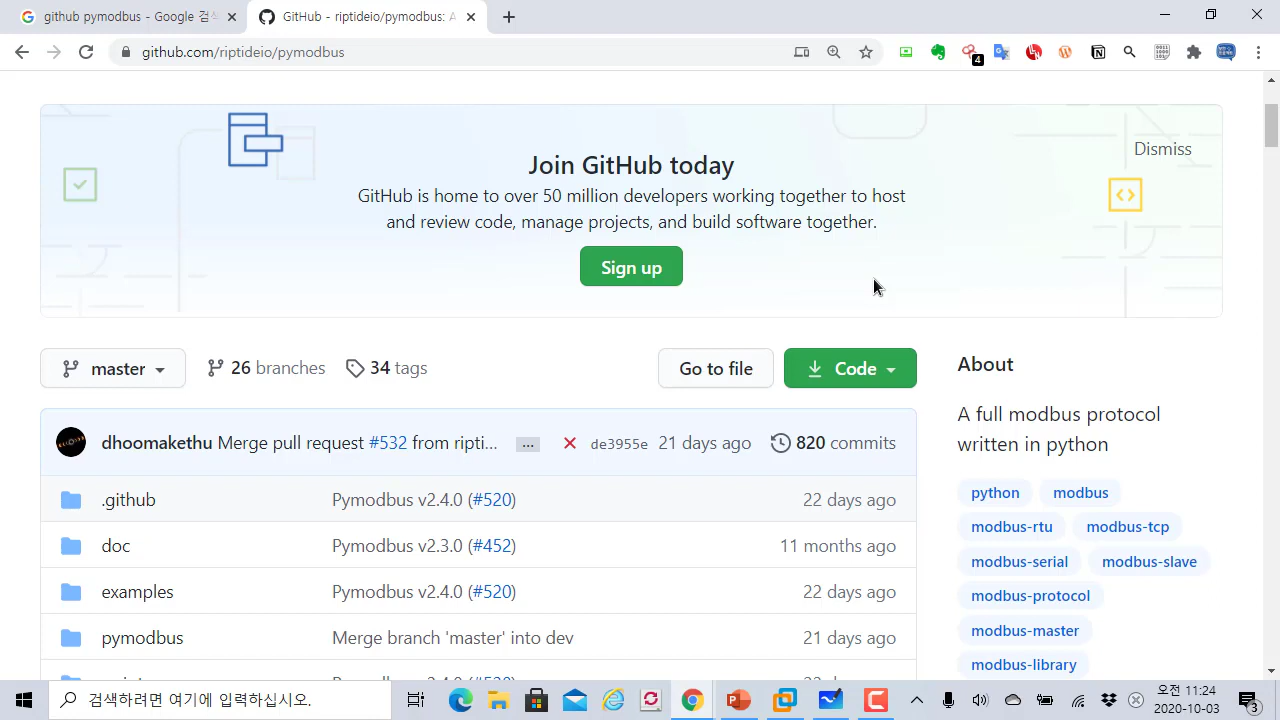 github pymodbus - Google 검색
GitHub - riptideio/pymodbus: A
github.com/riptideio/pymodbus
4
Join GitHub today
Dismiss
GitHub is home to over 50 million developers working together to host
and review code, manage projects, and build software together.
Sign up
master
26 branches
34 tags
Go to file
Code
dhoomakethu Merge pull request #532 from ripti... ... de3955e 21 days ago 820 commits
.github Pymodbus v2.4.0 (#520) 22 days ago
doc Pymodbus v2.3.0 (#452) 11 months ago
examples Pymodbus v2.4.0 (#520) 22 days ago
pymodbus Merge branch 'master' into dev 21 days ago
About
A full modbus protocol
written in python
python modbus
modbus-rtu modbus-tcp
modbus-serial modbus-slave
modbus-protocol
modbus-master
modbus-library
검색하려면 여기에 입력하십시오.
오전 11:24
2020-10-03
3